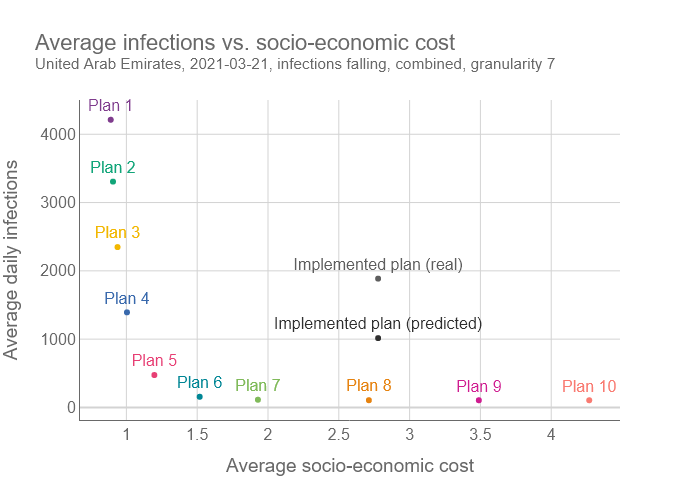 Average infections vs. socio-economic cost
United Arab Emirates, 2021-03-21, infections falling, combined, granularity 7
Plan 1
4000
Plan 2
3000
Plan 3
2000
Implemented plan (real)
Plan 4
1000
Implemented plan (predicted)
Plan 5
Plan 6
Plan 7
Plan 8
Plan 9
Plan 10
0
1
1.5
2
2.5
3
3.5
4
Average daily infections
Average socio-economic cost